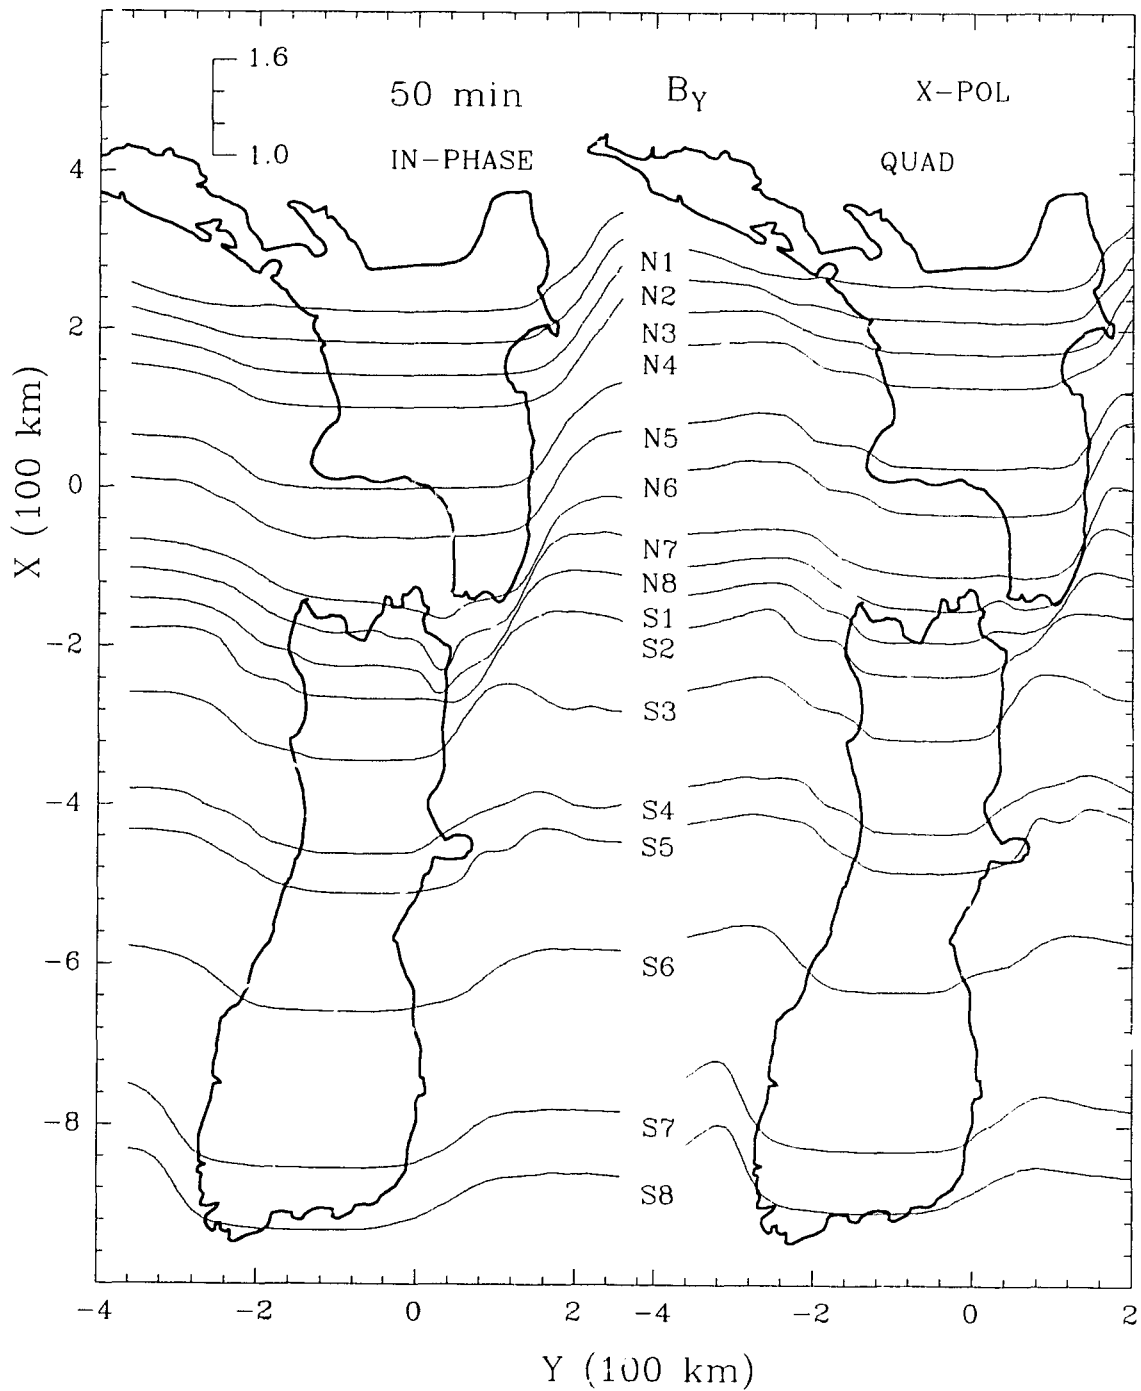 1.6
1.0
50 min
B_Y
X-POL
IN-PHASE
QUAD
4
2
0
−2
−4
−6
−8
X (100 km)
N1
N2
N3
N4
N5
N6
N7
N8
S1
S2
S3
S4
S5
S6
S7
S8
−4 −2 0 2 −2 0 2
Y (100 km)